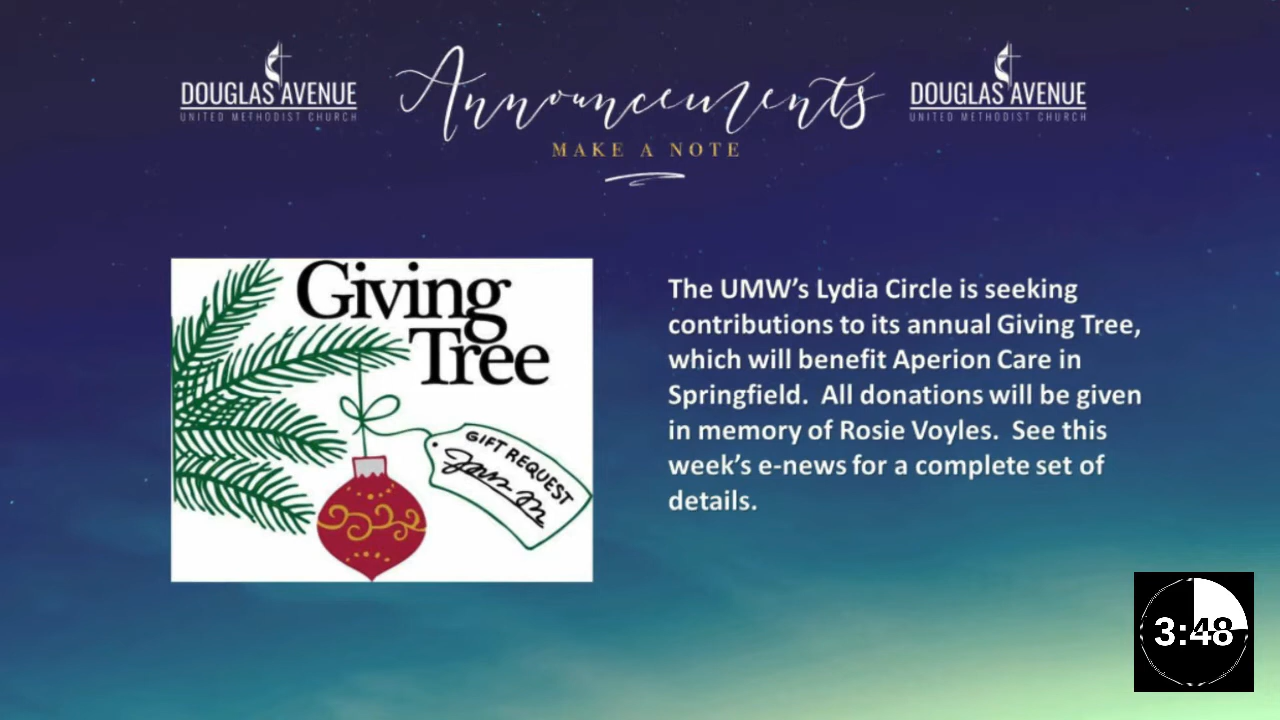 DOUGLAS AVENUE
UNITED METHODIST CHURCH
Announcements
MAKE A NOTE
DOUGLAS AVENUE
UNITED METHODIST CHURCH
Giving
Tree
GIFT REQUEST
The UMW’s Lydia Circle is seeking
contributions to its annual Giving Tree,
which will benefit Aperion Care in
Springfield.  All donations will be given
in memory of Rosie Voyles.  See this
week’s e-news for a complete set of
details.
3:48